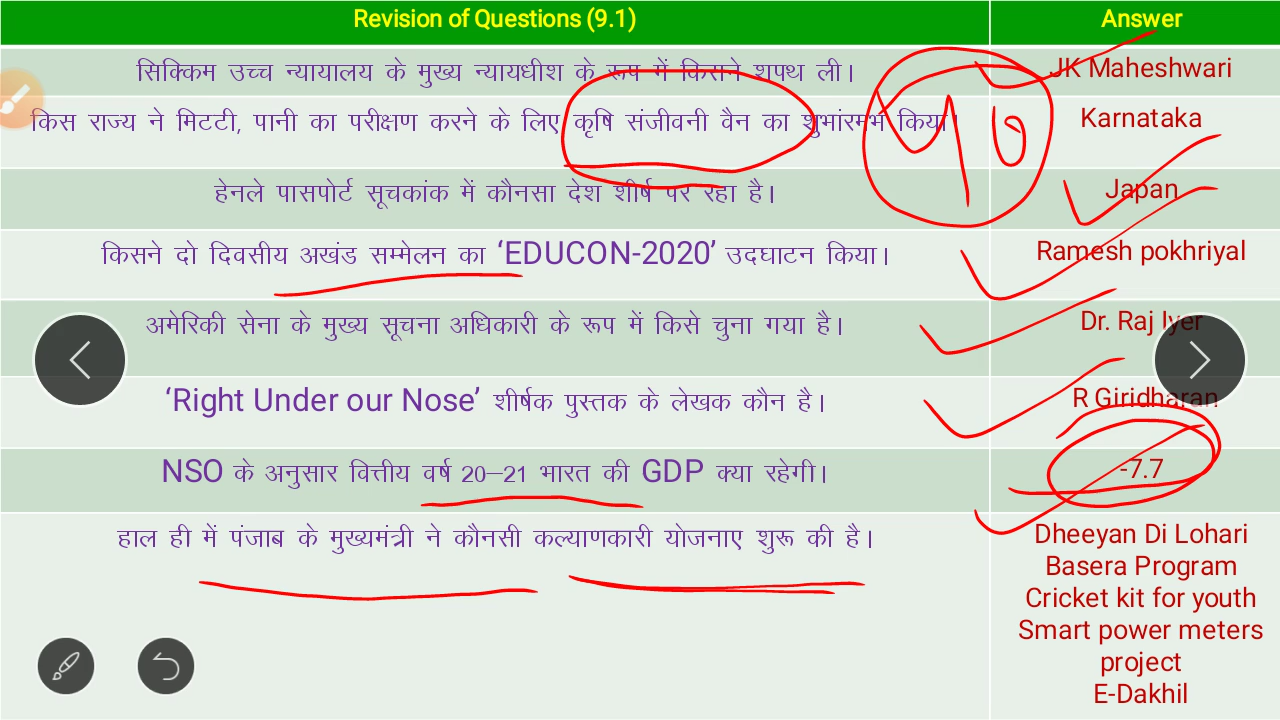 Revision of Questions (9.1) Answer
सिक्किम उच्च न्यायालय के मुख्य न्यायधीश के रूप में किसने शपथ ली। JK Maheshwari
किस राज्य ने मिटटी, पानी का परीक्षण करने के लिए कृषि संजीवनी वैन का शुभांरमभ किया। Karnataka
हेनले पासपोर्ट सूचकांक में कौनसा देश शीर्ष पर रहा है। Japan
किसने दो दिवसीय अखंड सम्मेलन का ‘EDUCON-2020’ उदघाटन किया। Ramesh pokhriyal
अमेरिकी सेना के मुख्य सूचना अधिकारी के रूप में किसे चुना गया है। Dr. Raj Iyer
‘Right Under our Nose’ शीर्षक पुस्तक के लेखक कौन है। R Giridharan
NSO के अनुसार वित्तीय वर्ष 20–21 भारत की GDP क्या रहेगी। -7.7
हाल ही में पंजाब के मुख्यमंत्री ने कौनसी कल्याणकारी योजनाए शुरू की है। Dheeyan Di Lohari
Basera Program
Cricket kit for youth
Smart power meters
project
E-Dakhil